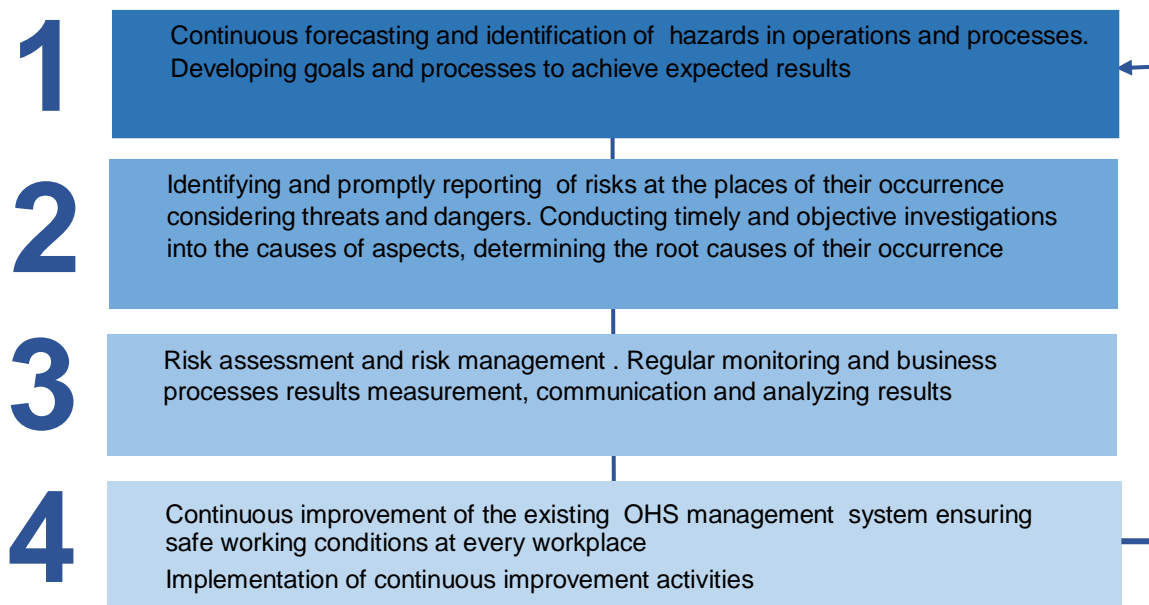 1
Continuous forecasting and identification of hazards in operations and processes.
Developing goals and processes to achieve expected results
2
Identifying and promptly reporting of risks at the places of their occurrence
considering threats and dangers. Conducting timely and objective investigations
into the causes of aspects, determining the root causes of their occurrence
3
Risk assessment and risk management . Regular monitoring and business
processes results measurement, communication and analyzing results
4
Continuous improvement of the existing OHS management system ensuring
safe working conditions at every workplace
Implementation of continuous improvement activities